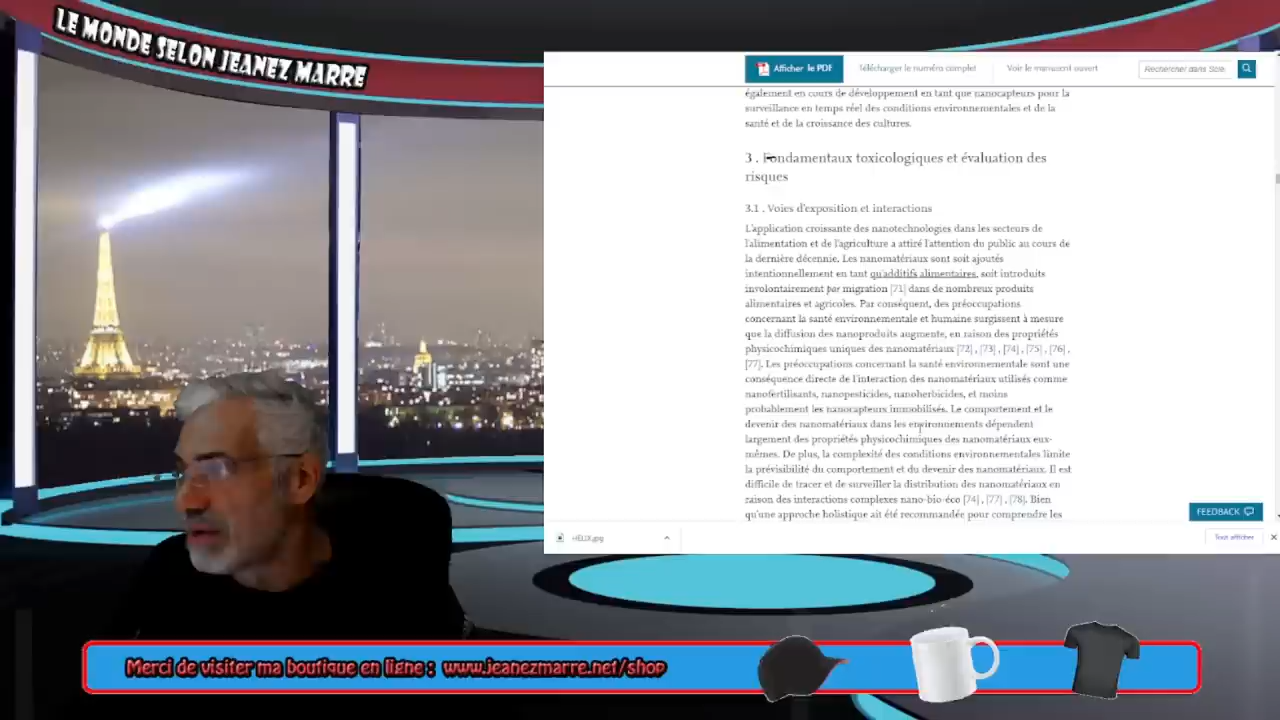 LE MONDE SELON JEANEZ MARRE
Afficher le PDF
Télécharger le numéro complet
Voir le manuscrit ouvert
Rechercher dans Scie
également en cours de développement en tant que nanocapteurs pour la
surveillance en temps réel des conditions environnementales et de la
santé et de la croissance des cultures.
3 . Fondamentaux toxicologiques et évaluation des
risques
3.1 . Voies d'exposition et interactions
L'application croissante des nanotechnologies dans les secteurs de
l'alimentation et de l'agriculture a attiré l'attention du public au cours de
la dernière décennie. Les nanomatériaux sont soit ajoutés
intentionnellement en tant qu'additifs alimentaires, soit introduits
involontairement par migration [71] dans de nombreux produits
alimentaires et agricoles. Par conséquent, des préoccupations
concernant la santé environnementale et humaine surgissent à mesure
que la diffusion des nanoproduits augmente, en raison des propriétés
physicochimiques uniques des nanomatériaux [72] , [73] , [74] , [75] , [76] ,
[77]. Les préoccupations concernant la santé environnementale sont une
conséquence directe de l'interaction des nanomatériaux utilisés comme
nanofertilisants, nanopesticides, nanoherbicides, et moins
probablement les nanocapteurs immobilisés. Le comportement et le
devenir des nanomatériaux dans les environnements dépendent
largement des propriétés physicochimiques des nanomatériaux eux-
mêmes. De plus, la complexité des conditions environnementales limite
la prévisibilité du comportement et du devenir des nanomatériaux. Il est
difficile de tracer et de surveiller la distribution des nanomatériaux en
raison des interactions complexes nano-bio-éco [74] , [77] , [78]. Bien
qu'une approche holistique ait été recommandée pour comprendre les
FEEDBACK
HELIX.jpg
Tout afficher
Merci de visiter ma boutique en ligne : www.jeanezmarre.net/shop